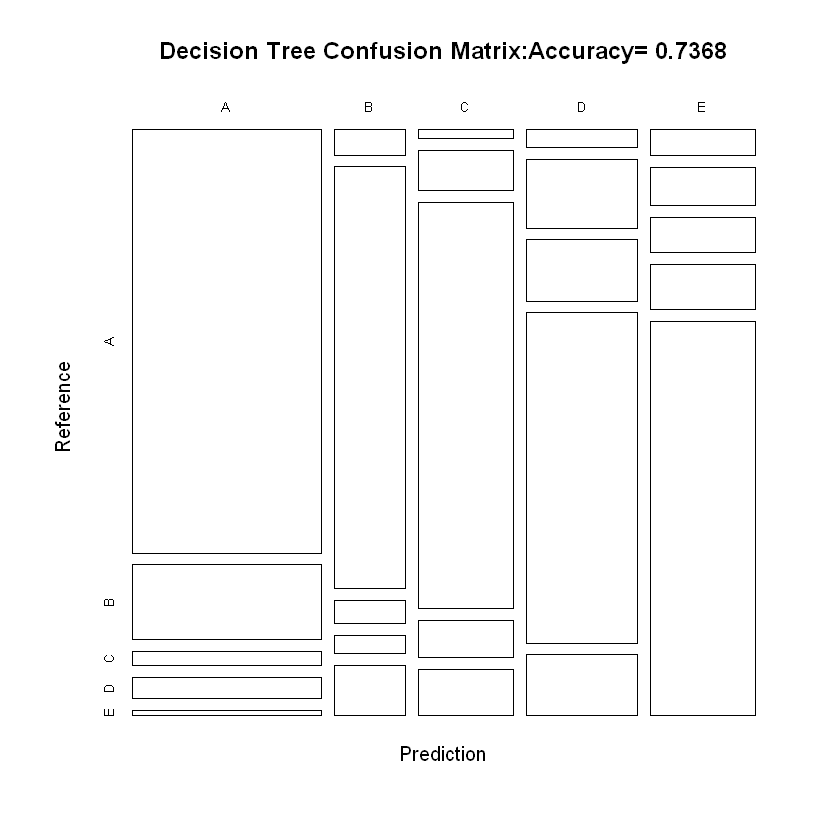 Decision Tree Confusion Matrix:Accuracy= 0.7368
A B C D E
Reference
A
B
C
D
E
Prediction